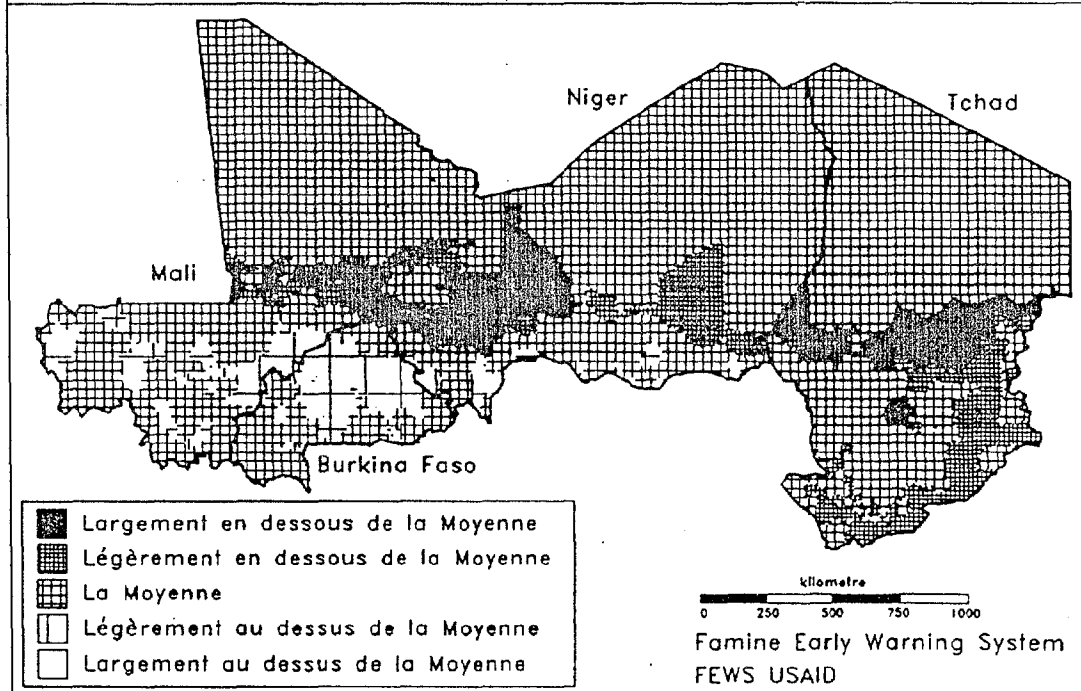 Niger
Tchad
Mali
Burkina Faso
Largement en dessous de la Moyenne
Légèrement en dessous de la Moyenne
La Moyenne
Légèrement au dessus de la Moyenne
Largement au dessus de la Moyenne
kilometre
0 250 500 750 1000
Famine Early Warning System
FEWS USAID